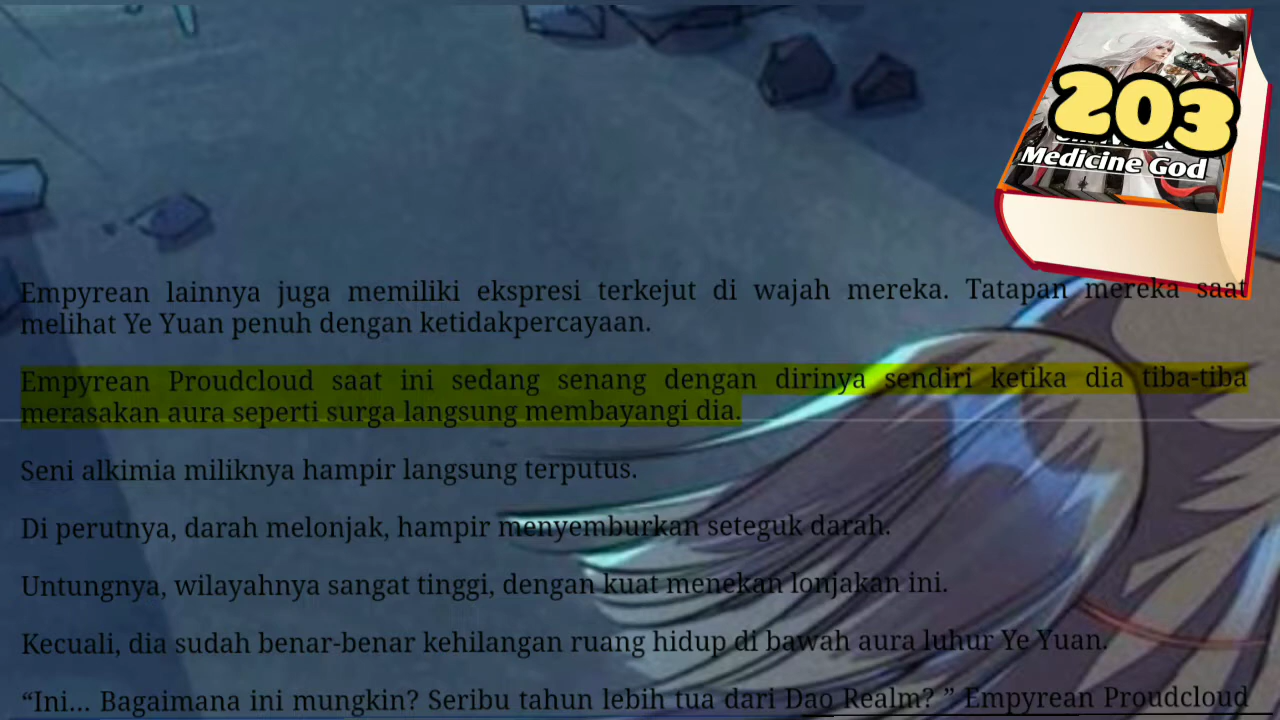 203
Medicine God
Empyrean lainnya juga memiliki ekspresi terkejut di wajah mereka. Tatapan mereka saat
melihat Ye Yuan penuh dengan ketidakpercayaan.
Empyrean Proudcloud saat ini sedang senang dengan dirinya sendiri ketika dia tiba-tiba
merasakan aura seperti surga langsung membayangi dia.
Seni alkimia miliknya hampir langsung terputus.
Di perutnya, darah melonjak, hampir menyemburkan seteguk darah.
Untungnya, wilayahnya sangat tinggi, dengan kuat menekan lonjakan ini.
Kecuali, dia sudah benar-benar kehilangan ruang hidup di bawah aura luhur Ye Yuan.
“Ini... Bagaimana ini mungkin? Seribu tahun lebih tua dari Dao Realm? ” Empyrean Proudcloud